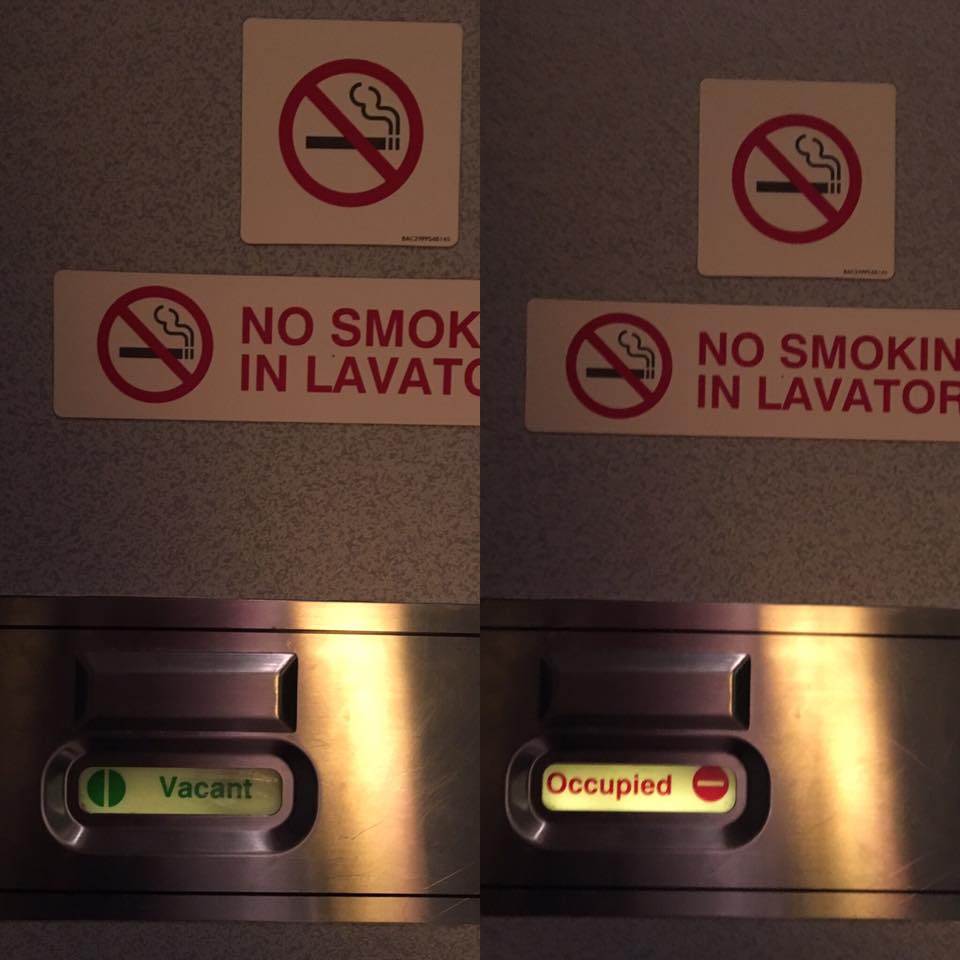 NO SMOK
IN LAVATO
Vacant
NO SMOKIN
IN LAVATOR
Occupied